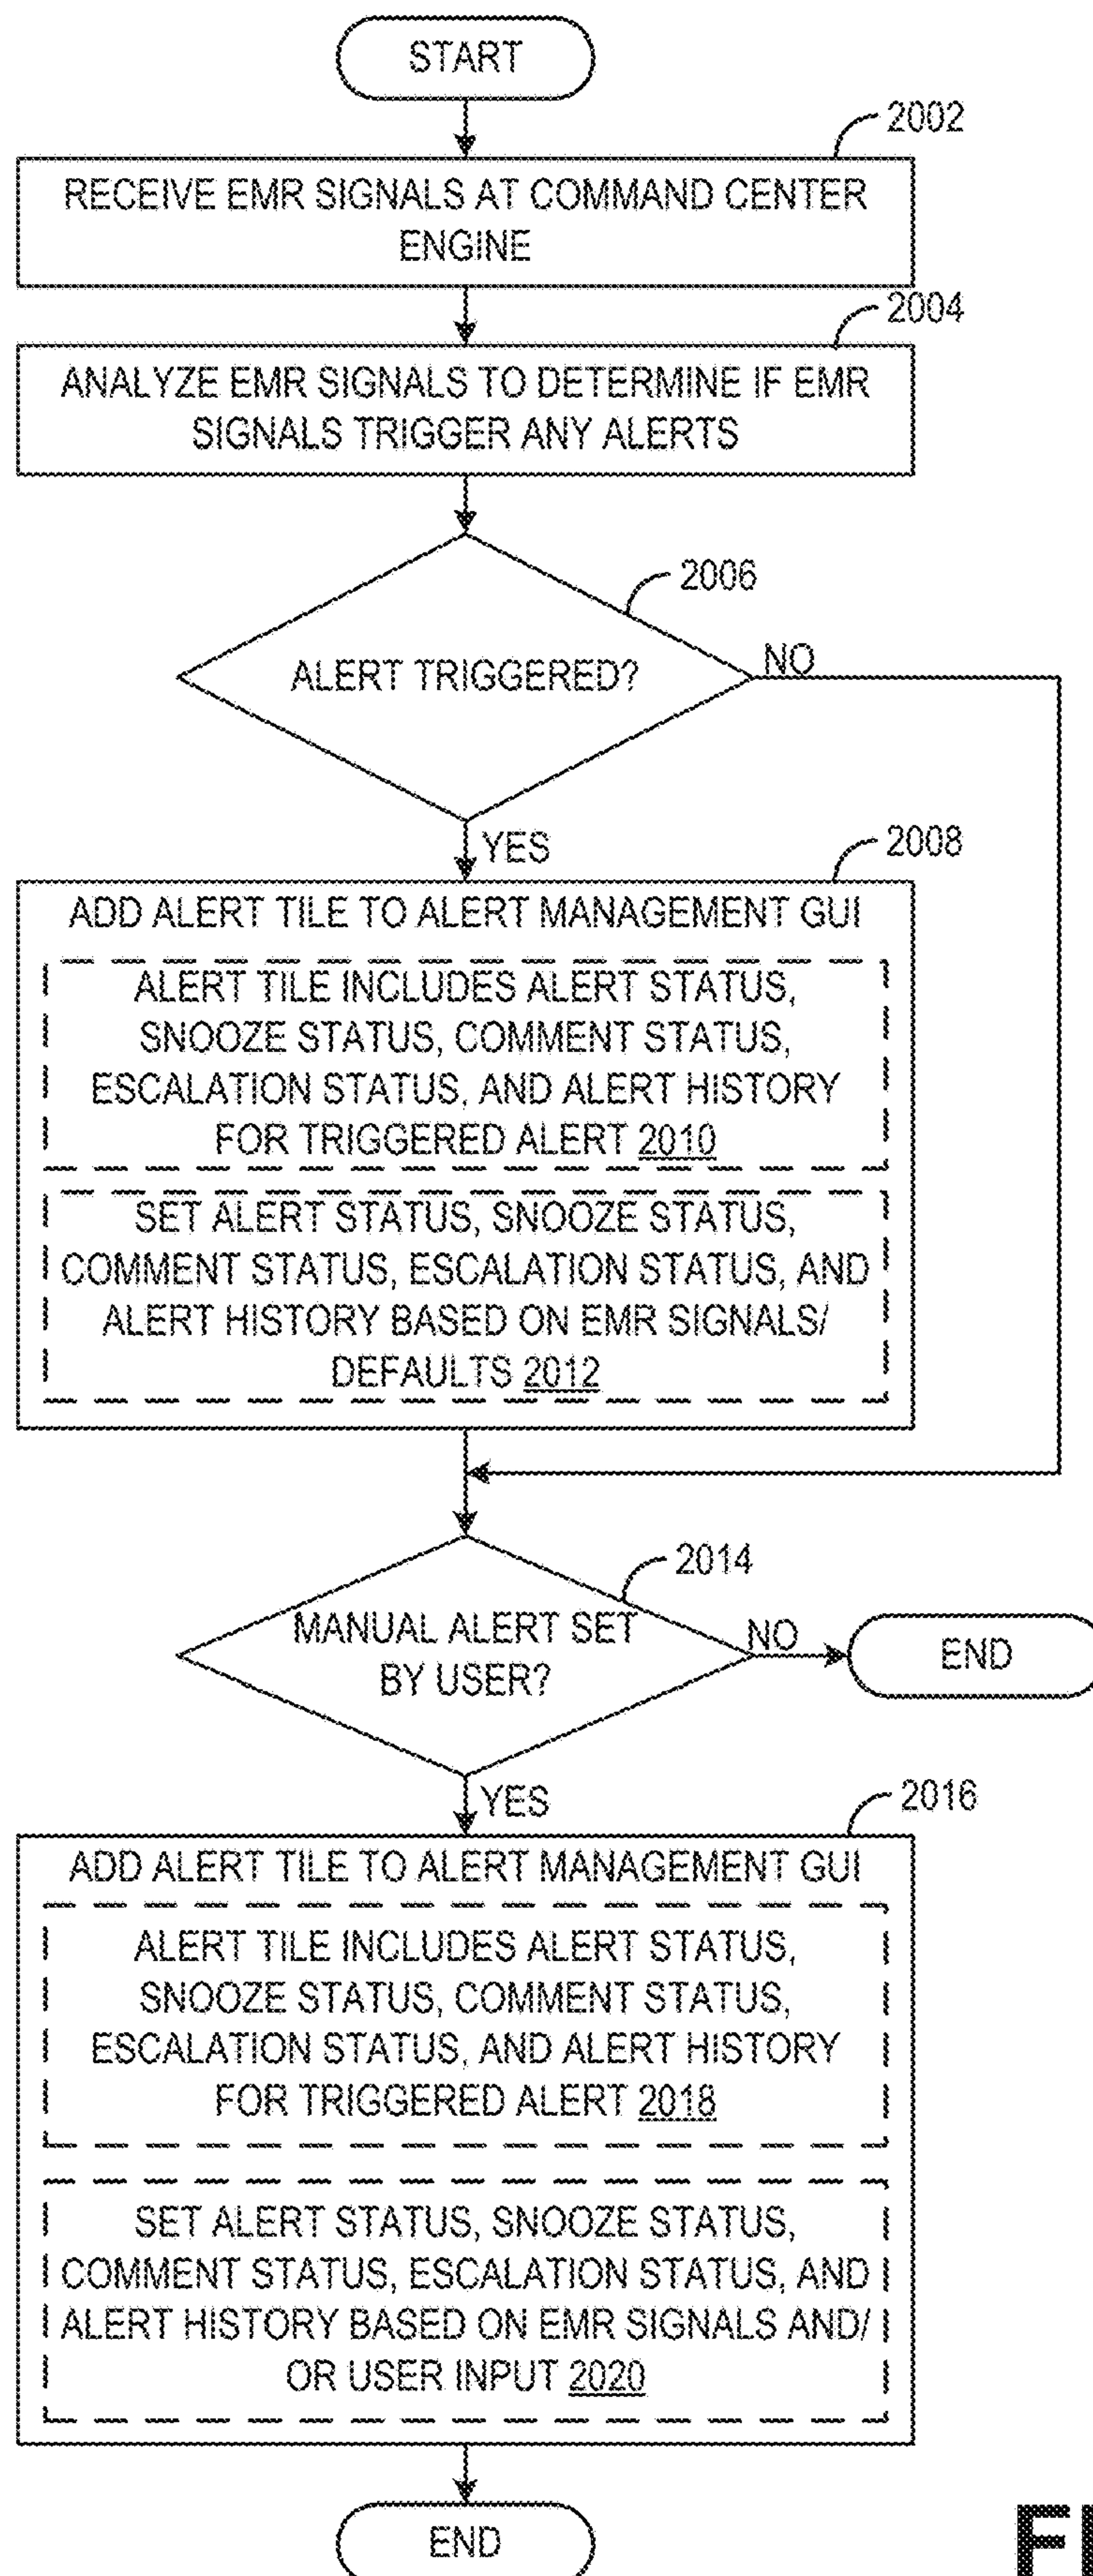 START
2002
RECEIVE EMR SIGNALS AT COMMAND CENTER
ENGINE
2004
ANALYZE EMR SIGNALS TO DETERMINE IF EMR
SIGNALS TRIGGER ANY ALERTS
2006
ALERT TRIGGERED?
NO
YES
2008
ADD ALERT TILE TO ALERT MANAGEMENT GUI
ALERT TILE INCLUDES ALERT STATUS,
SNOOZE STATUS, COMMENT STATUS,
ESCALATION STATUS, AND ALERT HISTORY
FOR TRIGGERED ALERT 2010
SET ALERT STATUS, SNOOZE STATUS,
COMMENT STATUS, ESCALATION STATUS, AND
ALERT HISTORY BASED ON EMR SIGNALS/
DEFAULTS 2012
2014
MANUAL ALERT SET
BY USER?
NO
END
YES
2016
ADD ALERT TILE TO ALERT MANAGEMENT GUI
ALERT TILE INCLUDES ALERT STATUS,
SNOOZE STATUS, COMMENT STATUS,
ESCALATION STATUS, AND ALERT HISTORY
FOR TRIGGERED ALERT 2018
SET ALERT STATUS, SNOOZE STATUS,
COMMENT STATUS, ESCALATION STATUS, AND
ALERT HISTORY BASED ON EMR SIGNALS AND/
OR USER INPUT 2020
END